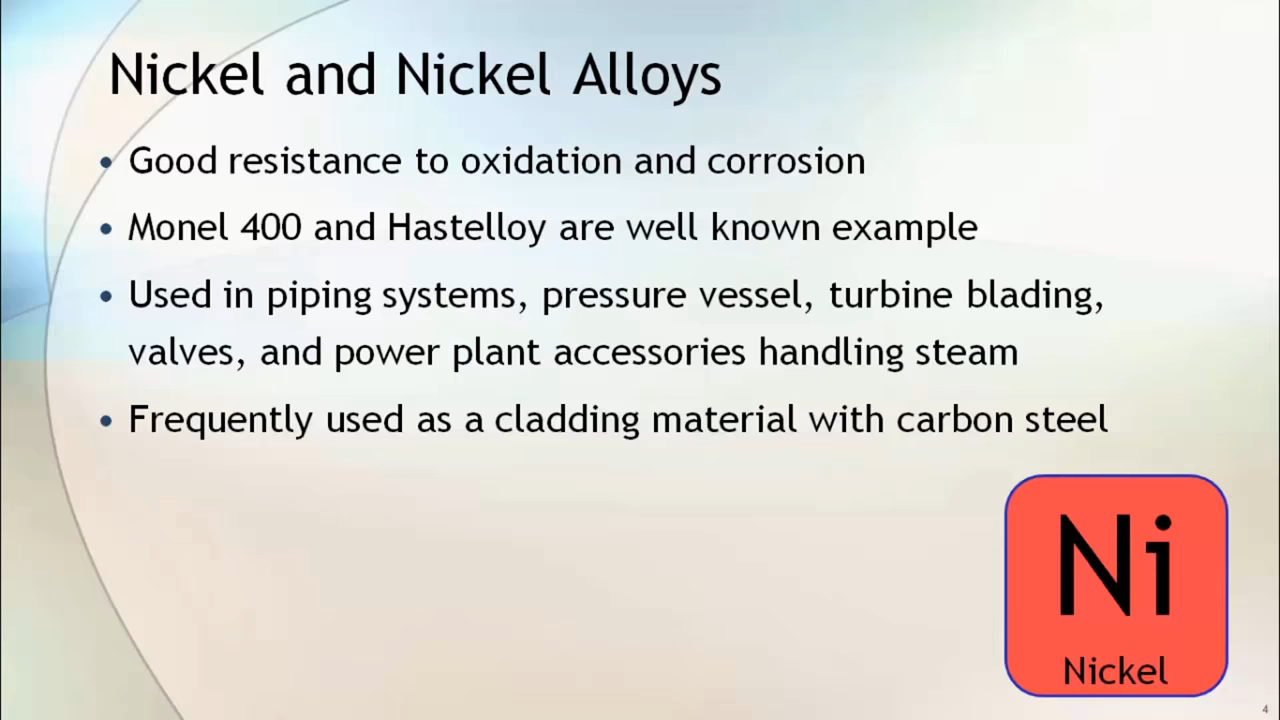 Nickel and Nickel Alloys
• Good resistance to oxidation and corrosion
• Monel 400 and Hastelloy are well known example
• Used in piping systems, pressure vessel, turbine blading,
valves, and power plant accessories handling steam
• Frequently used as a cladding material with carbon steel
Ni
Nickel
4